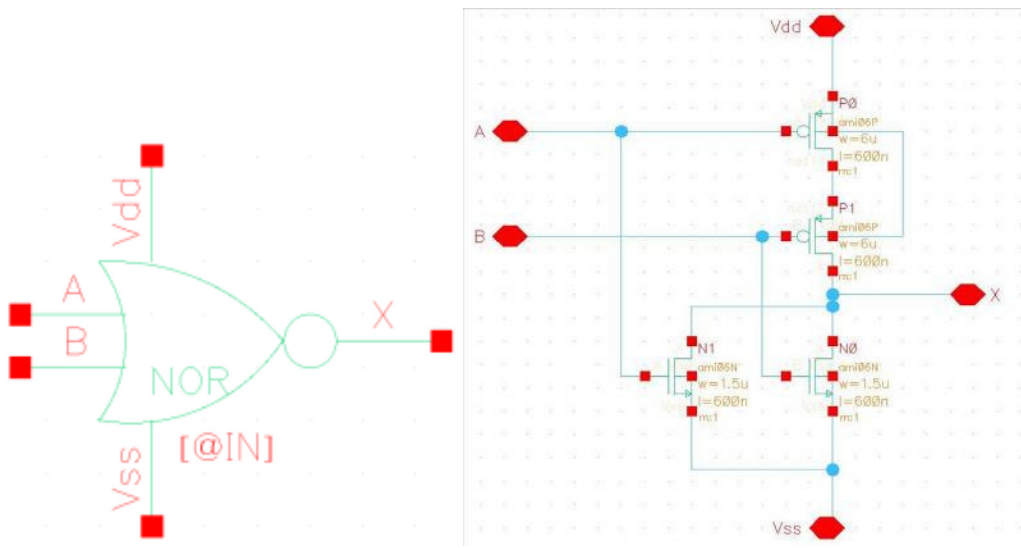 Vdd
A
B
X
NOR
Vss
[@IN]
Vdd
P0
ami06P
w=6u
l=600n
m:1
A
P1
ami06P
w=6u
l=600n
m:1
B
X
N1
ami06N
w=1.5u
l=600n
m:1
N0
ami06N
w=1.5u
l=600n
m:1
Vss